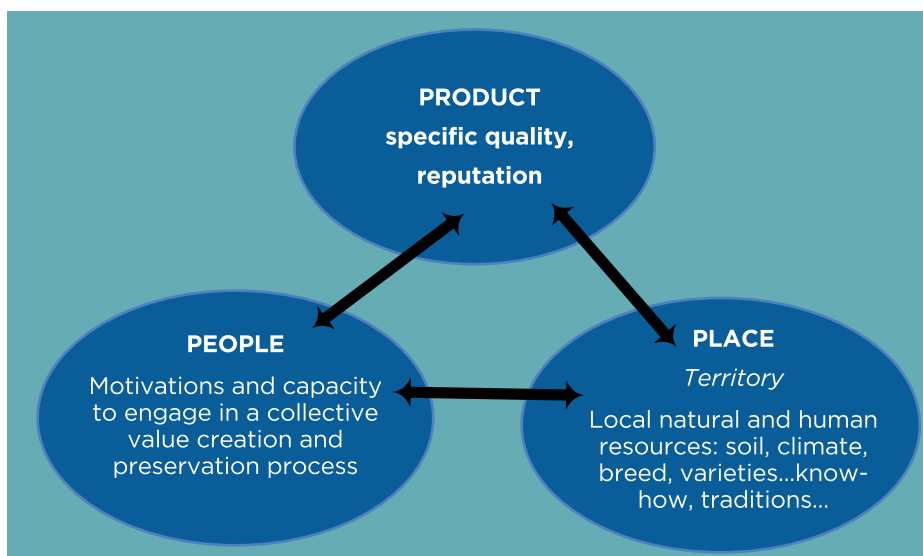 PRODUCT
specific quality,
reputation
PEOPLE
Motivations and capacity
to engage in a collective
value creation and
preservation process
PLACE
Territory
Local natural and human
resources: soil, climate,
breed, varieties...know-
how, traditions...